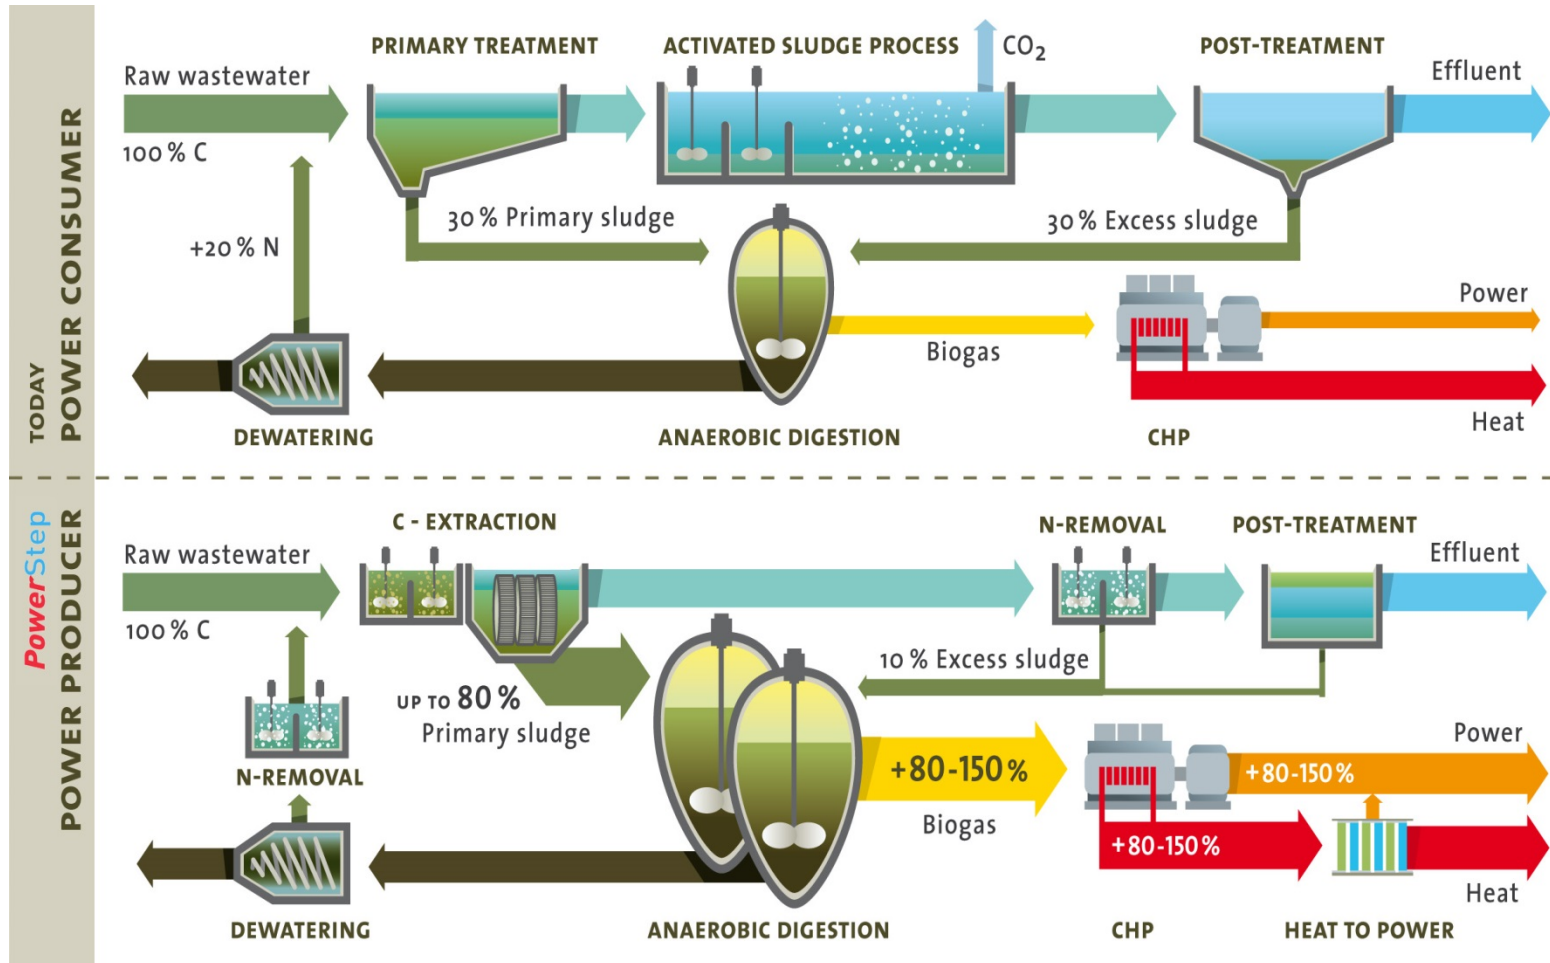 TODAY
POWER CONSUMER
PRIMARY TREATMENT
ACTIVATED SLUDGE PROCESS
CO₂
POST-TREATMENT
Raw wastewater
Effluent
100 % C
30 % Primary sludge
30 % Excess sludge
+20 % N
Power
Biogas
Heat
DEWATERING
ANAEROBIC DIGESTION
CHP
PowerStep
POWER PRODUCER
C - EXTRACTION
N-REMOVAL
POST-TREATMENT
Raw wastewater
Effluent
100 % C
10 % Excess sludge
UP TO 80 %
Primary sludge
N-REMOVAL
+80-150 %
Biogas
Power
+80-150 %
+80-150 %
Heat
DEWATERING
ANAEROBIC DIGESTION
CHP
HEAT TO POWER